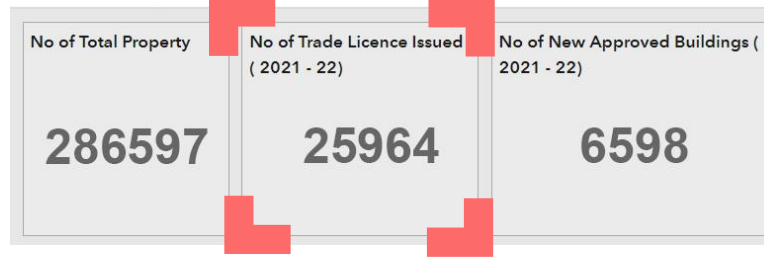 No of Total Property
286597
No of Trade Licence Issued
( 2021 - 22)
25964
No of New Approved Buildings (
2021 - 22)
6598